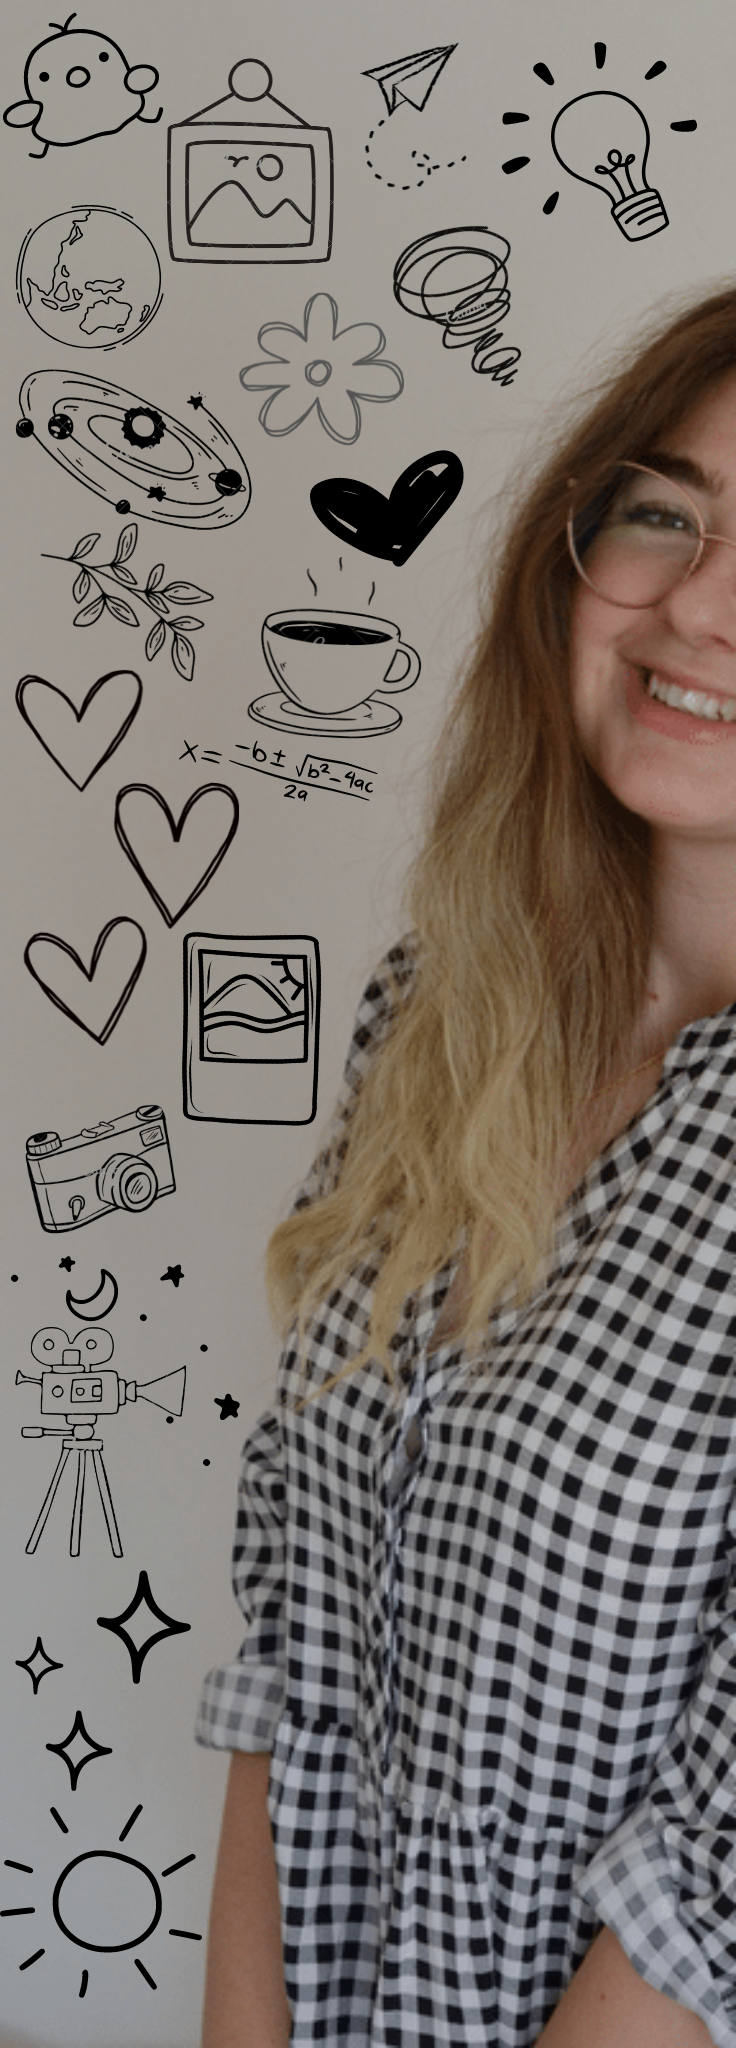 x = -b ± √b² - 4ac
2a